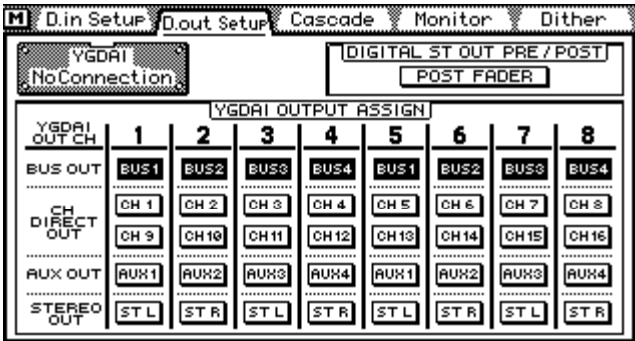 M D.in Setup D.out Setup Cascade Monitor Dither
YGDAI
NoConnection
DIGITAL ST OUT PRE/POST
POST FADER
YGDAI OUTPUT ASSIGN
YGDAI
OUT CH 1 2 3 4 5 6 7 8
BUS OUT BUS1 BUS2 BUS3 BUS4 BUS1 BUS2 BUS3 BUS4
CH
DIRECT
OUT
CH 1 CH 2 CH 3 CH 4 CH 5 CH 6 CH 7 CH 8
CH 9 CH10 CH11 CH12 CH13 CH14 CH15 CH16
AUX OUT AUX1 AUX2 AUX3 AUX4 AUX1 AUX2 AUX3 AUX4
STEREO
OUT
ST L ST R ST L ST R ST L ST R ST L ST R